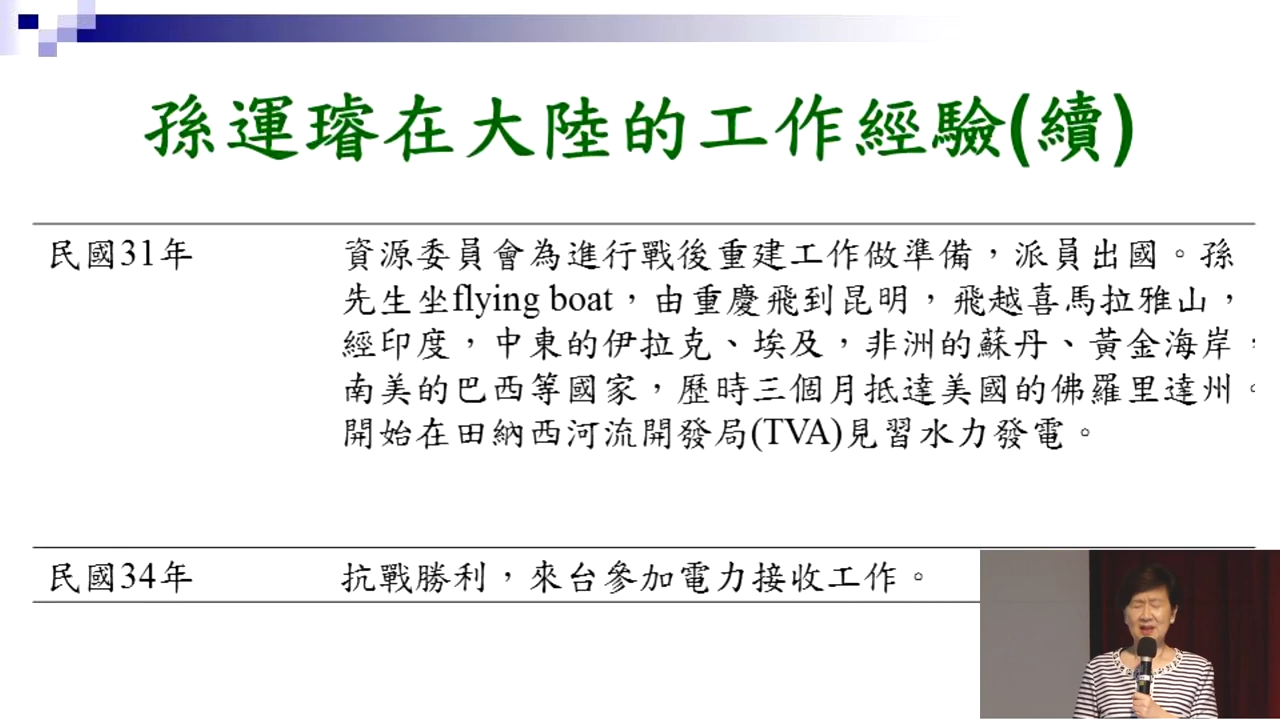 孫運璿在大陸的工作經驗(續)
民國31年
資源委員會為進行戰後重建工作做準備，派員出國。孫
先生坐flying boat，由重慶飛到昆明，飛越喜馬拉雅山，
經印度，中東的伊拉克、埃及，非洲的蘇丹、黃金海岸，
南美的巴西等國家，歷時三個月抵達美國的佛羅里達州。
開始在田納西河流開發局(TVA)見習水力發電。
民國34年
抗戰勝利，來台參加電力接收工作。